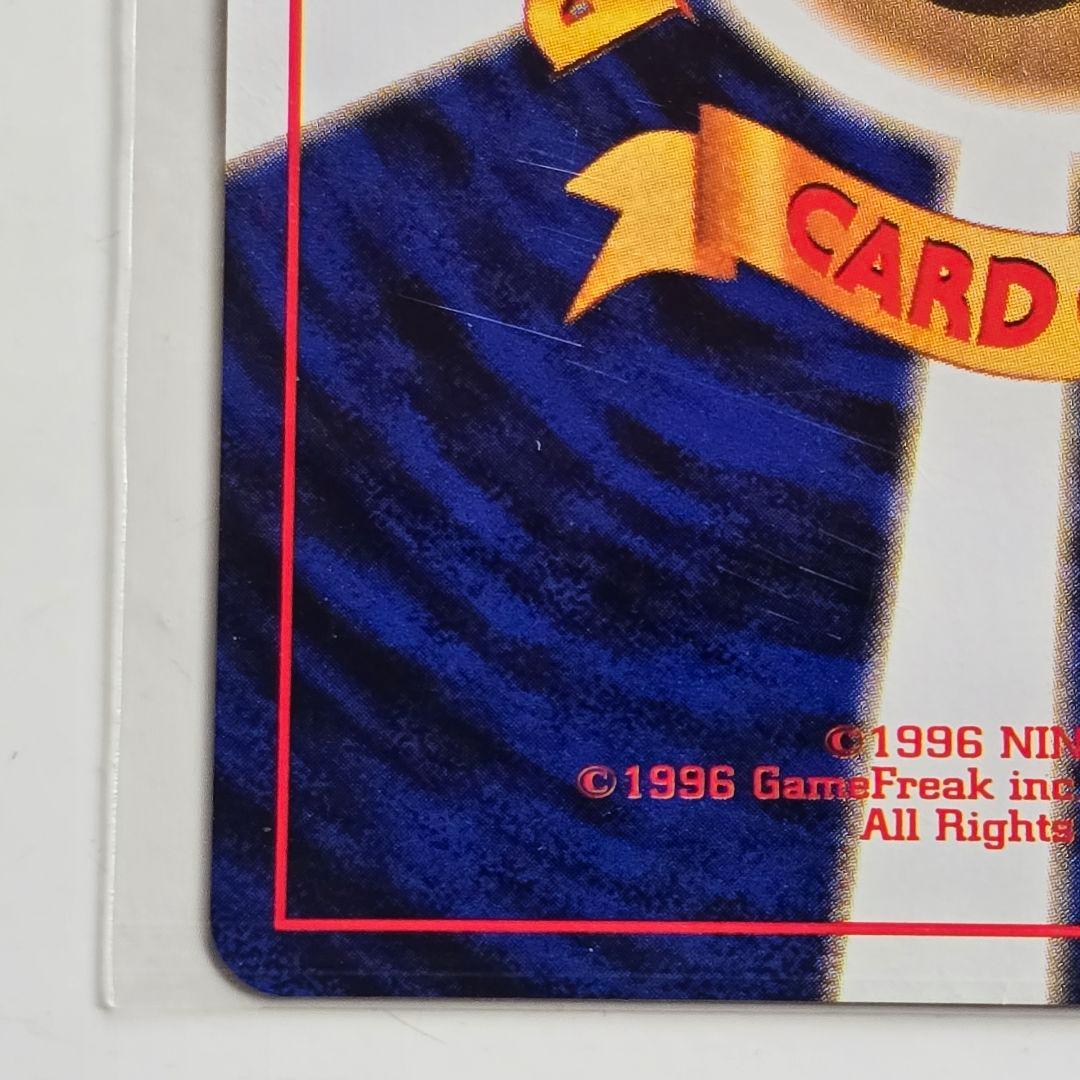 CARD
©1996 NIN
©1996 GameFreak inc
All Rights